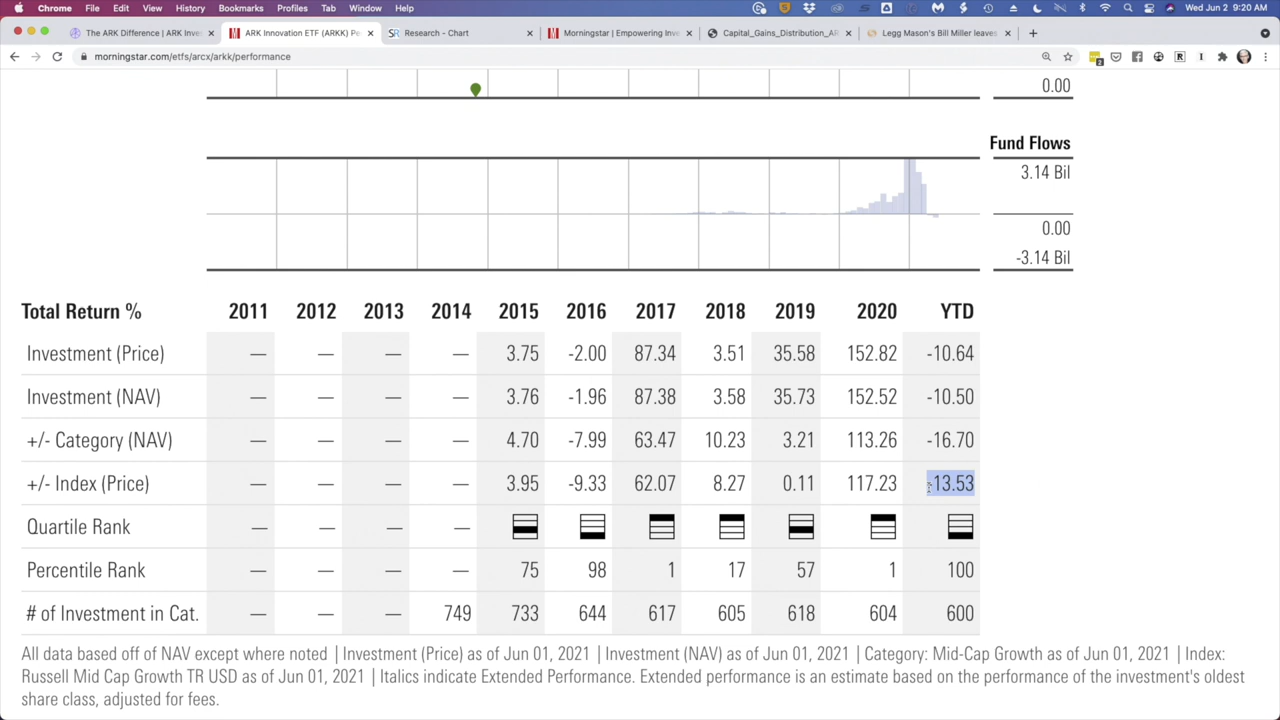 Chrome File Edit View History Bookmarks Profiles Tab Window Help Wed Jun 2 9:20 AM
The ARK Difference | ARK Inves ARK Innovation ETF (ARKK) Pe Research - Chart Morningstar | Empowering Inve Capital_Gains_Distribution_AR Legg Mason's Bill Miller leaves
morningstar.com/etfs/arcx/arkk/performance
0.00
Fund Flows
3.14 Bil
0.00
-3.14 Bil
Total Return % 2011 2012 2013 2014 2015 2016 2017 2018 2019 2020 YTD
Investment (Price) — — — — 3.75 -2.00 87.34 3.51 35.58 152.82 -10.64
Investment (NAV) — — — — 3.76 -1.96 87.38 3.58 35.73 152.52 -10.50
+/- Category (NAV) — — — — 4.70 -7.99 63.47 10.23 3.21 113.26 -16.70
+/- Index (Price) — — — — 3.95 -9.33 62.07 8.27 0.11 117.23 -13.53
Quartile Rank — — — —
Percentile Rank — — — — 75 98 1 17 57 1 100
# of Investment in Cat. — — — 749 733 644 617 605 618 604 600
All data based off of NAV except where noted | Investment (Price) as of Jun 01, 2021 | Investment (NAV) as of Jun 01, 2021 | Category: Mid-Cap Growth as of Jun 01, 2021 | Index:
Russell Mid Cap Growth TR USD as of Jun 01, 2021 | Italics indicate Extended Performance. Extended performance is an estimate based on the performance of the investment's oldest
share class, adjusted for fees.